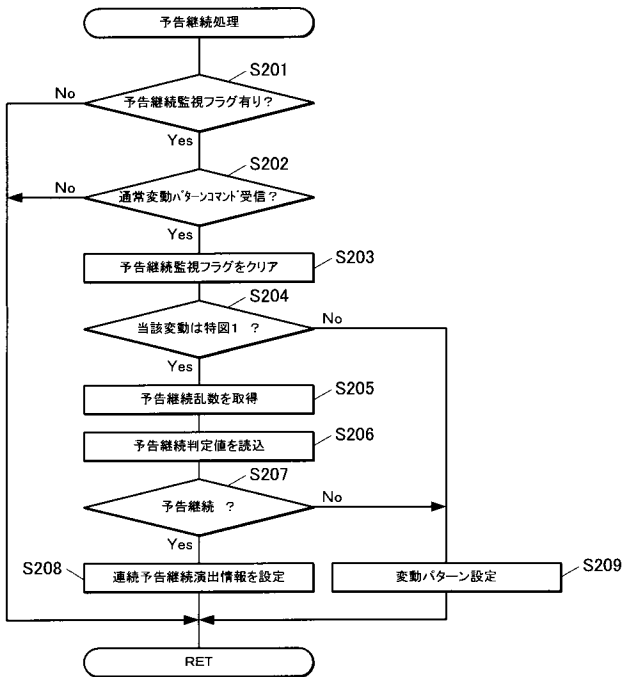 予告継続処理
S201
No
予告継続監視フラグ有り？
Yes
S202
No
通常変動パターンコマンド受信？
Yes
予告継続監視フラグをクリア
S203
S204
当該変動は特図1　？
No
Yes
予告継続乱数を取得
S205
予告継続判定値を読込
S206
S207
予告継続　？
No
Yes
S208
連続予告継続演出情報を設定
変動パターン設定
S209
RET